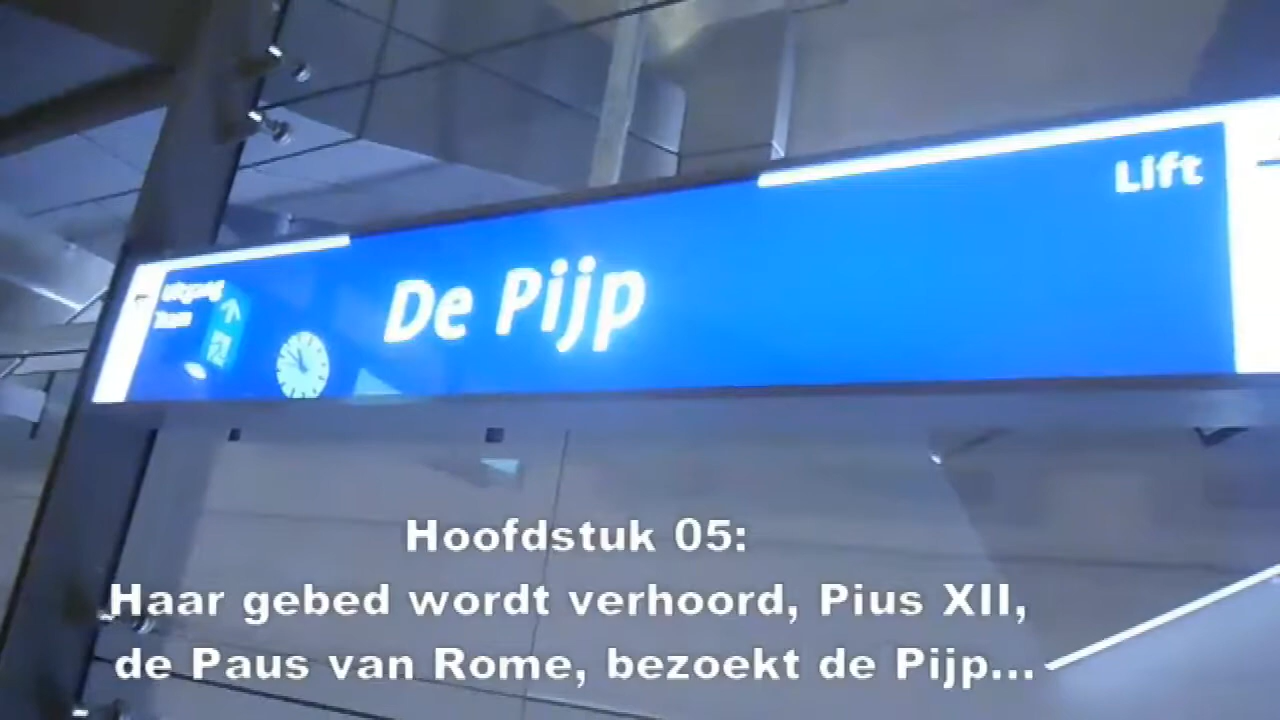 Lift
De Pijp
Hoofdstuk 05:
Haar gebed wordt verhoord, Pius XII,
de Paus van Rome, bezoekt de Pijp...